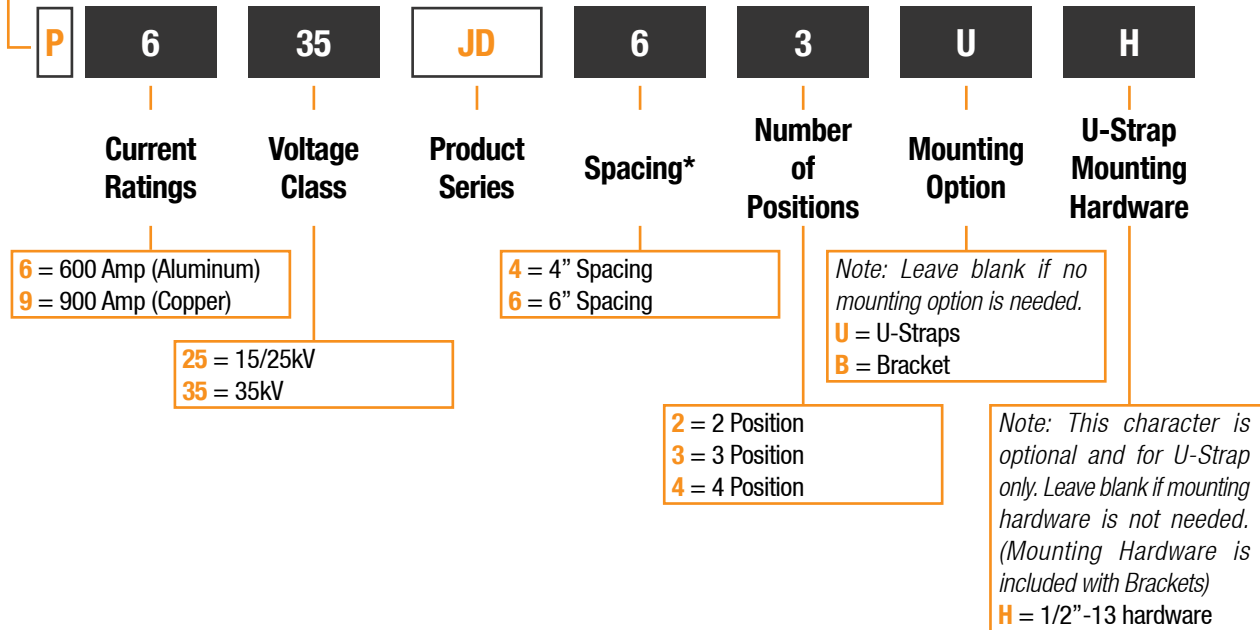 P 6 35 JD 6 3 U H
Current
Ratings
Voltage
Class
Product
Series
Spacing*
Number
of
Positions
Mounting
Option
U-Strap
Mounting
Hardware
6 = 600 Amp (Aluminum)
9 = 900 Amp (Copper)
25 = 15/25kV
35 = 35kV
4 = 4” Spacing
6 = 6” Spacing
2 = 2 Position
3 = 3 Position
4 = 4 Position
Note: Leave blank if no
mounting option is needed.
U = U-Straps
B = Bracket
Note: This character is
optional and for U-Strap
only. Leave blank if mounting
hardware is not needed.
(Mounting Hardware is
included with Brackets)
H = 1/2”-13 hardware